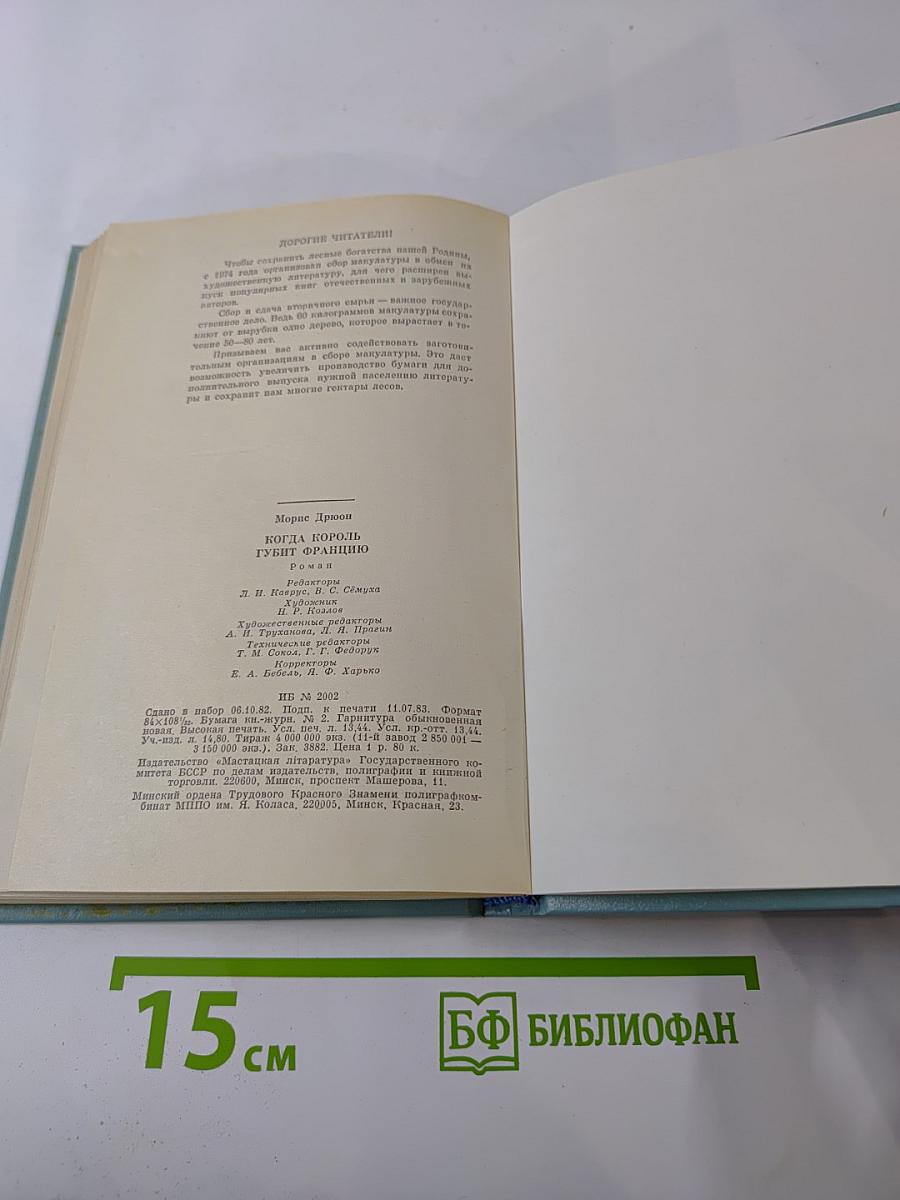 ДОРОГИЕ ЧИТАТЕЛИ!
Чтобы сохранить лесные богатства нашей Родины,
с 1974 года организован сбор макулатуры в обмен на
художественную литературу, для чего расширен вы-
пуск популярных книг отечественных и зарубежных
авторов.
Сбор и сдача вторичного сырья — важное государ-
ственное дело. Ведь 60 килограммов макулатуры сохра-
няют от вырубки одно дерево, которое вырастает в те-
чение 50—80 лет.
Призываем вас активно содействовать заготови-
тельным организациям в сборе макулатуры. Это даст
возможность увеличить производство бумаги для до-
полнительного выпуска нужной населению литерату-
ры и сохранит нам многие гектары лесов.
Морис Дрюон
КОГДА КОРОЛЬ
ГУБИТ ФРАНЦИЮ
Роман
Редакторы
Л. И. Каврус, В. С. Сёмуха
Художник
Н. Р. Козлов
Художественные редакторы
А. И. Труханова, Л. Я. Прагин
Технические редакторы
Т. М. Сокол, Г. Г. Федорук
Корректоры
Е. А. Бебель, Я. Ф. Харько
ИБ № 2002
Сдано в набор 06.10.82. Подп. к печати 11.07.83. Формат
84×108¹/₃₂. Бумага кн.-журн. № 2. Гарнитура обыкновенная
новая. Высокая печать. Усл. печ. л. 13,44. Усл. кр.-отт. 13,44.
Уч.-изд. л. 14,80. Тираж 4 000 000 экз. (11-й завод 2 850 001 —
3 150 000 экз.). Зак. 3882. Цена 1 р. 80 к.
Издательство «Мастацкая літаратура» Государственного ко-
митета БССР по делам издательств, полиграфии и книжной
торговли. 220600, Минск, проспект Машерова, 11.
Минский ордена Трудового Красного Знамени полиграфком-
бинат МППО им. Я. Коласа, 220005, Минск, Красная, 23.
15 см
БФ БИБЛИОФАН